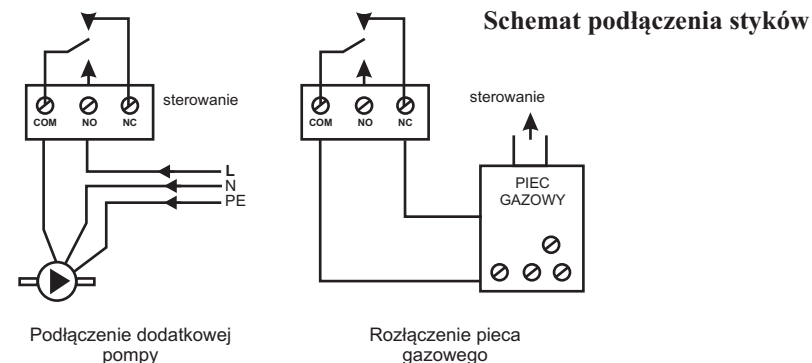 Schemat podłączenia styków
sterowanie
COM NO NC
L
N
PE
Podłączenie dodatkowej
pompy
sterowanie
COM NO NC
PIEC
GAZOWY
Rozłączenie pieca
gazowego